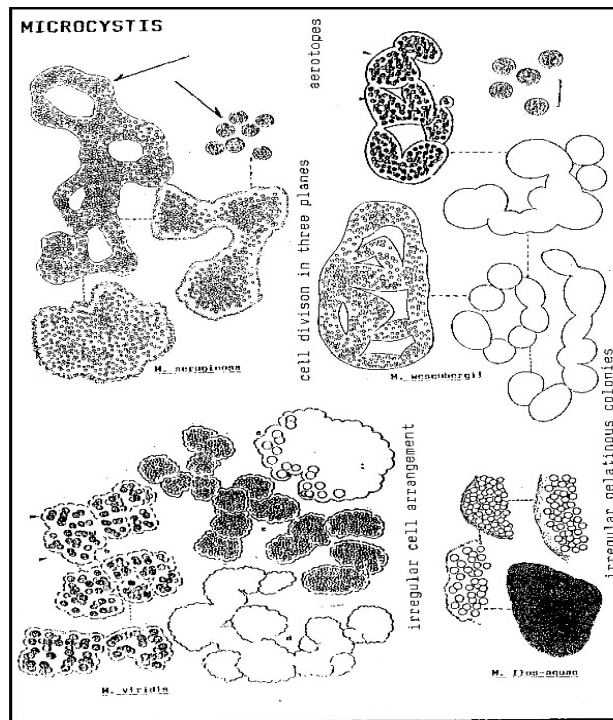 MICROCYSTIS
aerotopes
cell divison in three planes
M. aeruginosa
M. wesenbergii
irregular gelatinous colonies
irregular cell arrangement
M. viridis
M. flos-aquae